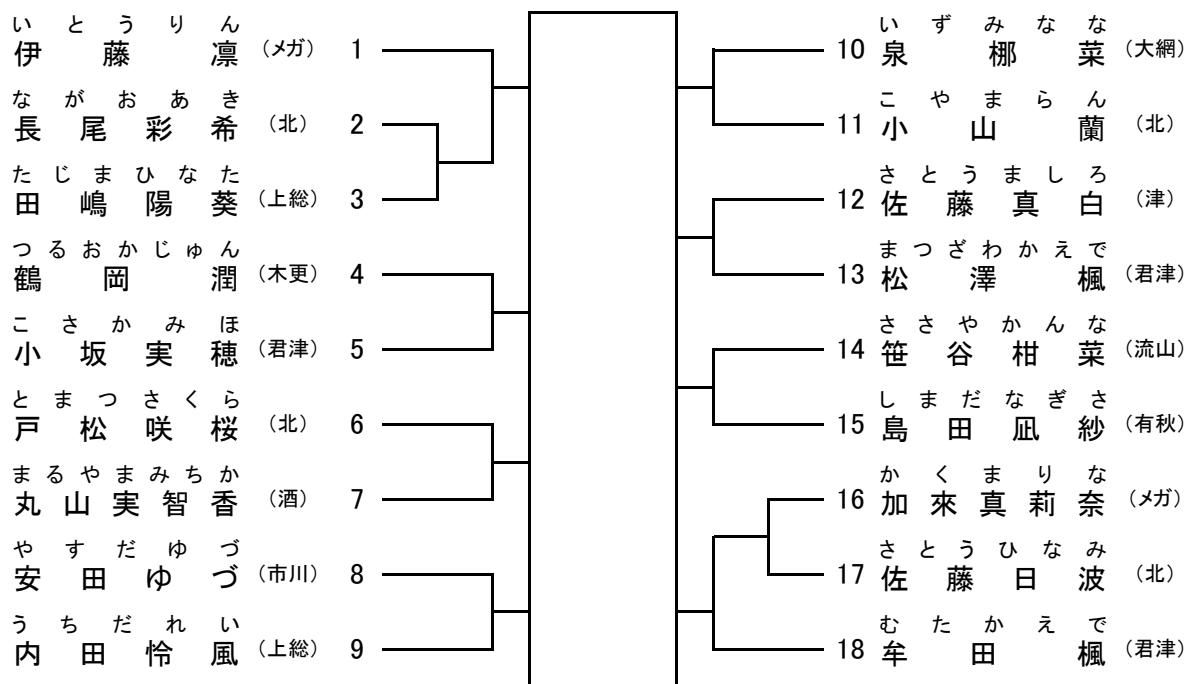 いとうりん
伊藤凛 （メガ） 1
ながおあき
長尾彩希 （北） 2
たじまひなた
田嶋陽葵 （上総） 3
つるおかじゅん
鶴岡潤 （木更） 4
こさかみほ
小坂実穂 （君津） 5
とまつさくら
戸松咲桜 （北） 6
まるやまみちか
丸山実智香 （酒） 7
やすだゆづ
安田ゆづ （市川） 8
うちだれい
内田怜風 （上総） 9
いずみなな
10 泉梛菜 （大網）
こやまらん
11 小山蘭 （北）
さとうましろ
12 佐藤真白 （津）
まつざわかえで
13 松澤楓 （君津）
ささやかんな
14 笹谷柑菜 （流山）
しまだなぎさ
15 島田凪紗 （有秋）
かくまりな
16 加來真莉奈 （メガ）
さとうひなみ
17 佐藤日波 （北）
むたかえで
18 牟田楓 （君津）